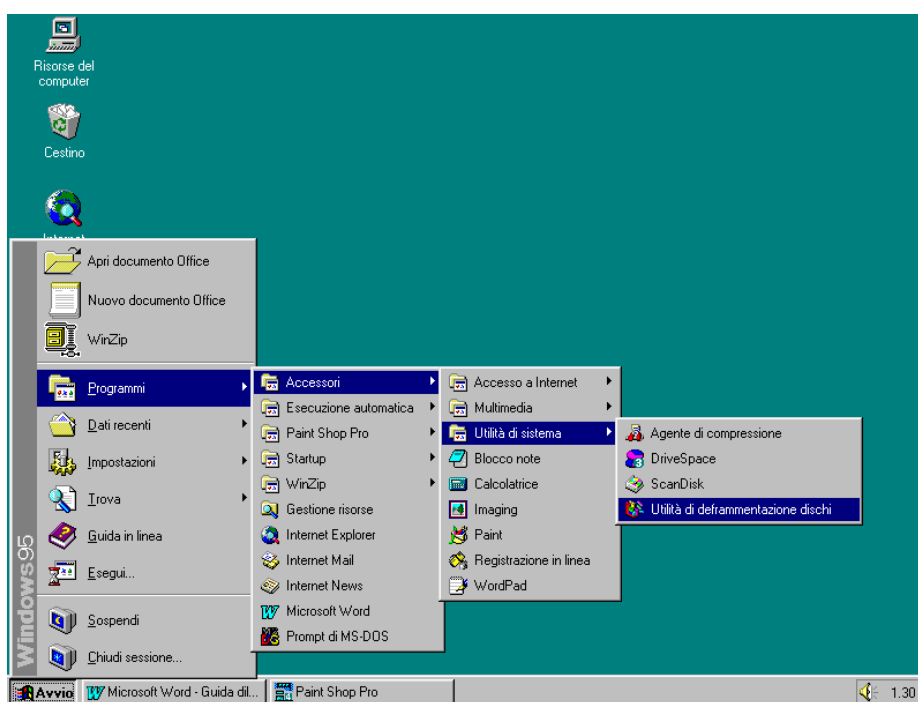 Risorse del
computer
Cestino
Internet
Apri documento Office
Nuovo documento Office
WinZip
Programmi
Dati recenti
Impostazioni
Trova
Guida in linea
Esegui...
Sospendi
Chiudi sessione...
Windows95
Accessori
Esecuzione automatica
Paint Shop Pro
Startup
WinZip
Gestione risorse
Internet Explorer
Internet Mail
Internet News
Microsoft Word
Prompt di MS-DOS
Accesso a Internet
Multimedia
Utilità di sistema
Blocco note
Calcolatrice
Imaging
Paint
Registrazione in linea
WordPad
Agente di compressione
DriveSpace
ScanDisk
Utilità di deframmentazione dischi
Avvio
Microsoft Word - Guida dil...
Paint Shop Pro
1.30